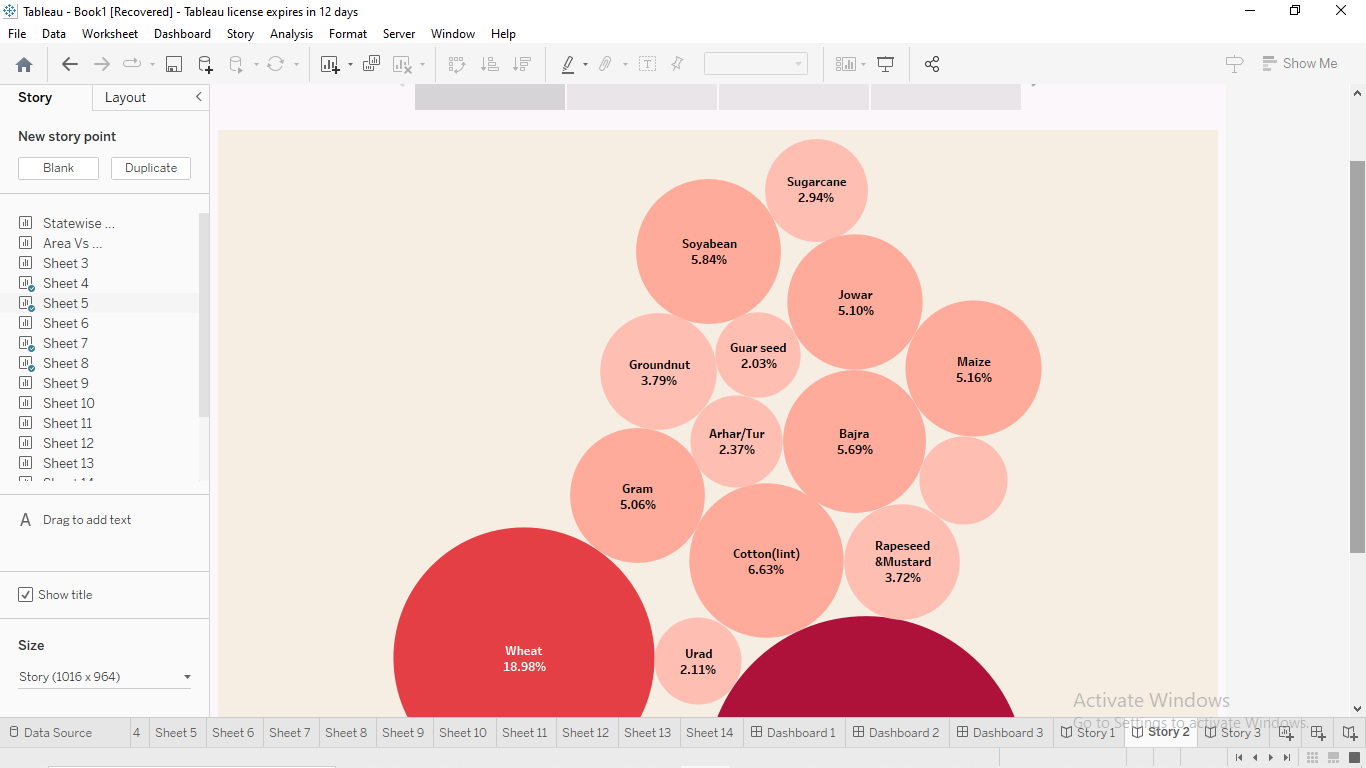 Tableau - Book1 [Recovered] - Tableau license expires in 12 days
File Data Worksheet Dashboard Story Analysis Format Server Window Help
Show Me
Story Layout
New story point
Blank Duplicate
Statewise ...
Area Vs ...
Sheet 3
Sheet 4
Sheet 5
Sheet 6
Sheet 7
Sheet 8
Sheet 9
Sheet 10
Sheet 11
Sheet 12
Sheet 13
Sheet 14
A Drag to add text
Show title
Size
Story (1016 x 964)
Sugarcane
2.94%
Soyabean
5.84%
Jowar
5.10%
Guar seed
2.03%
Groundnut
3.79%
Maize
5.16%
Arhar/Tur
2.37%
Bajra
5.69%
Gram
5.06%
Cotton(lint)
6.63%
Rapeseed
&Mustard
3.72%
Wheat
18.98%
Urad
2.11%
Activate Windows
Go to Settings to activate Windows.
Data Source 4 Sheet 5 Sheet 6 Sheet 7 Sheet 8 Sheet 9 Sheet 10 Sheet 11 Sheet 12 Sheet 13 Sheet 14 Dashboard 1 Dashboard 2 Dashboard 3 Story 1 Story 2 Story 3